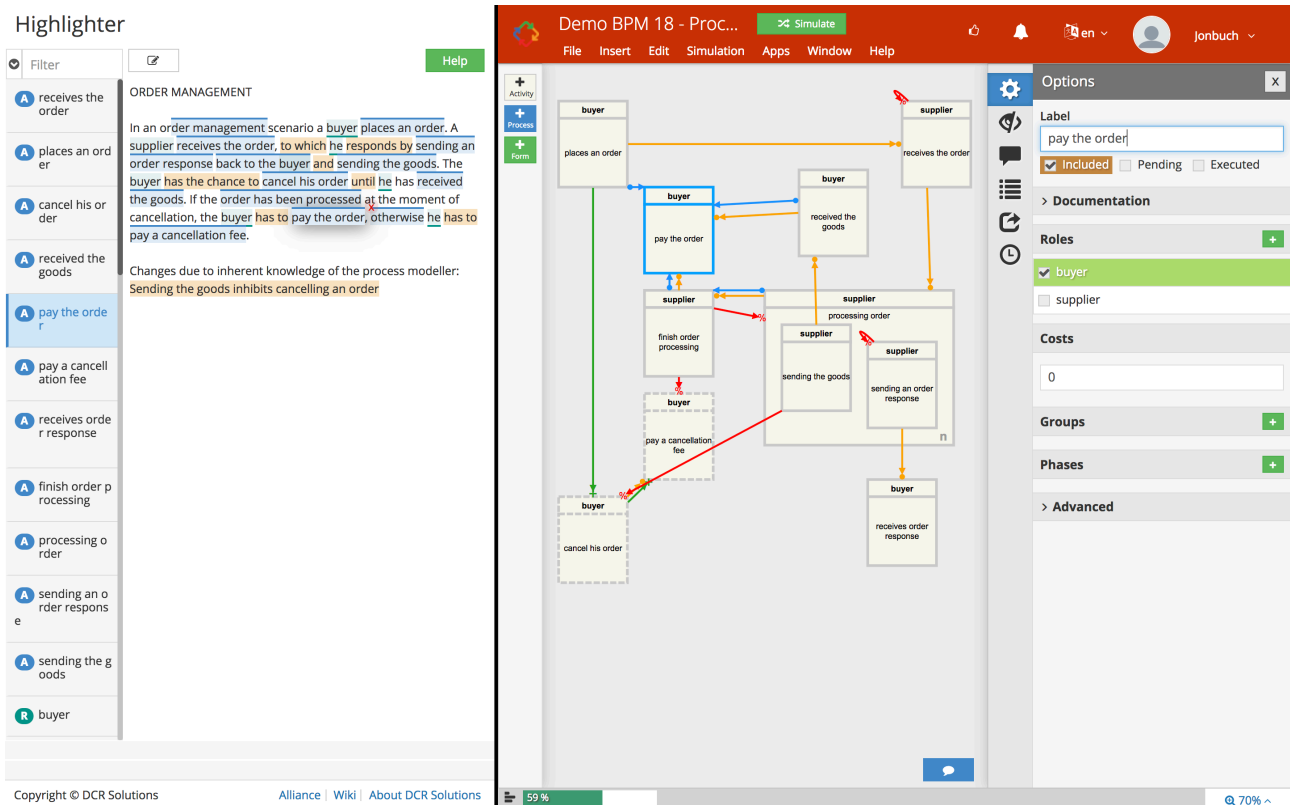 Highlighter
Filter
Help
A receives the
order
A places an ord
er
A cancel his or
der
A received the
goods
A pay the orde
r
A pay a cancell
ation fee
A receives orde
r response
A finish order p
rocessing
A processing o
rder
A sending an o
rder respons
e
A sending the g
oods
R buyer
ORDER MANAGEMENT
In an order management scenario a buyer places an order. A
supplier receives the order, to which he responds by sending an
order response back to the buyer and sending the goods. The
buyer has the chance to cancel his order until he has received
the goods. If the order has been processed at the moment of
cancellation, the buyer has to pay the order, otherwise he has to
pay a cancellation fee.
x
Changes due to inherent knowledge of the process modeller:
Sending the goods inhibits cancelling an order
Copyright © DCR Solutions
Alliance | Wiki | About DCR Solutions
Demo BPM 18 - Proc...
Simulate
en
Jonbuch
File Insert Edit Simulation Apps Window Help
+
Activity
+
Process
+
Form
buyer
places an order
%
supplier
receives the order
buyer
received the
goods
buyer
pay the order
supplier
finish order
processing
%
supplier
processing order
supplier
sending the goods
supplier
sending an order
response
n
%
buyer
pay a cancellation
fee
%
buyer
cancel his order
buyer
receives order
response
Options
X
Label
pay the order
Included Pending Executed
> Documentation
Roles +
buyer
supplier
Costs
0
Groups +
Phases +
> Advanced
59 %
70%